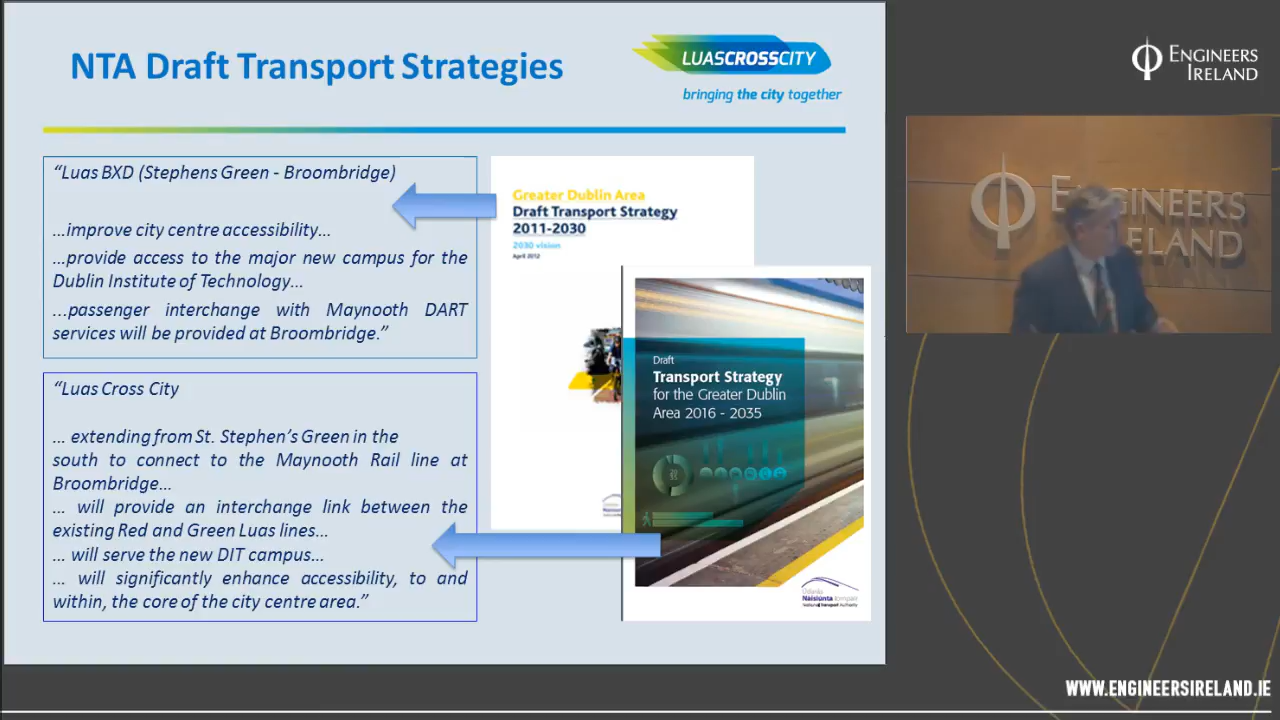 NTA Draft Transport Strategies
LUASCROSSCITY
bringing the city together
“Luas BXD (Stephens Green - Broombridge)
…improve city centre accessibility…
…provide access to the major new campus for the
Dublin Institute of Technology…
…passenger interchange with Maynooth DART
services will be provided at Broombridge.”
“Luas Cross City
… extending from St. Stephen’s Green in the
south to connect to the Maynooth Rail line at
Broombridge…
… will provide an interchange link between the
existing Red and Green Luas lines…
… will serve the new DIT campus…
… will significantly enhance accessibility, to and
within, the core of the city centre area.”
Greater Dublin Area
Draft Transport Strategy
2011-2030
2030 vision
April 2012
Draft
Transport Strategy
for the Greater Dublin
Area 2016 - 2035
Údarás
Náisiúnta Iompair
National Transport Authority
ENGINEERS
IRELAND
ENGINEERS
IRELAND
WWW.ENGINEERSIRELAND.IE